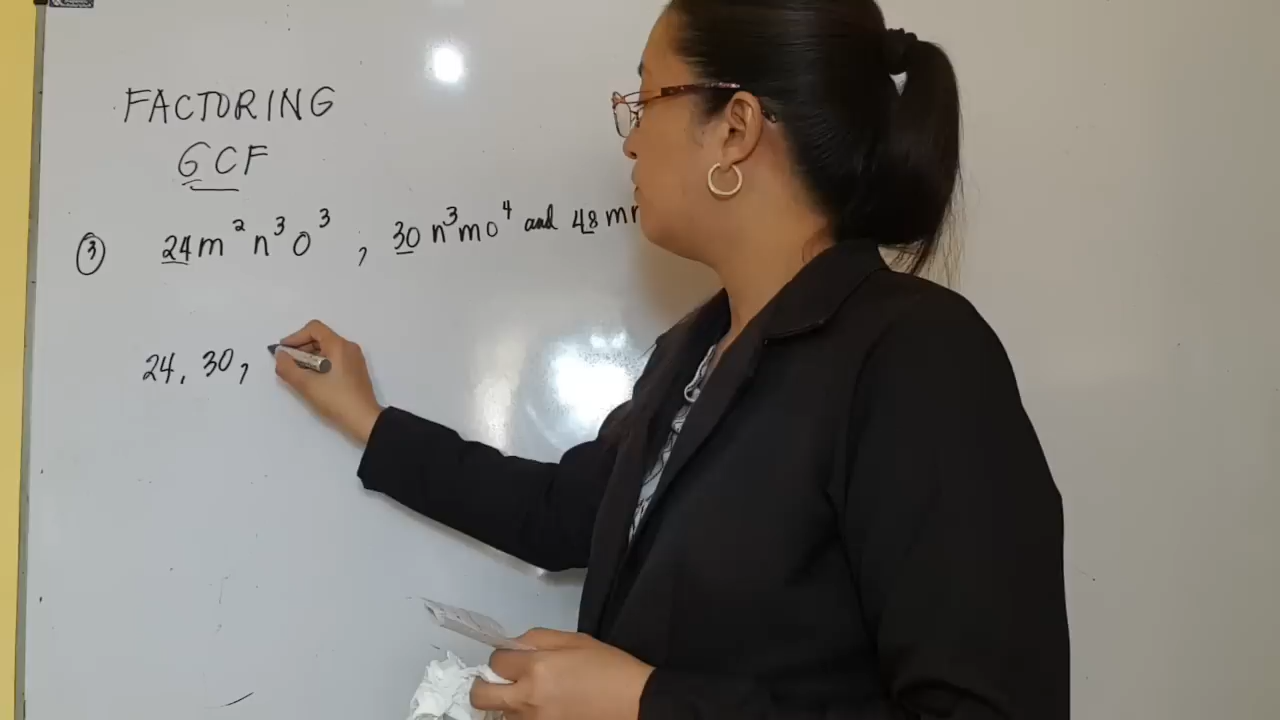 FACTORING
GCF
③ 24m²n³o³, 30n³mo⁴ and 48m
24, 30,